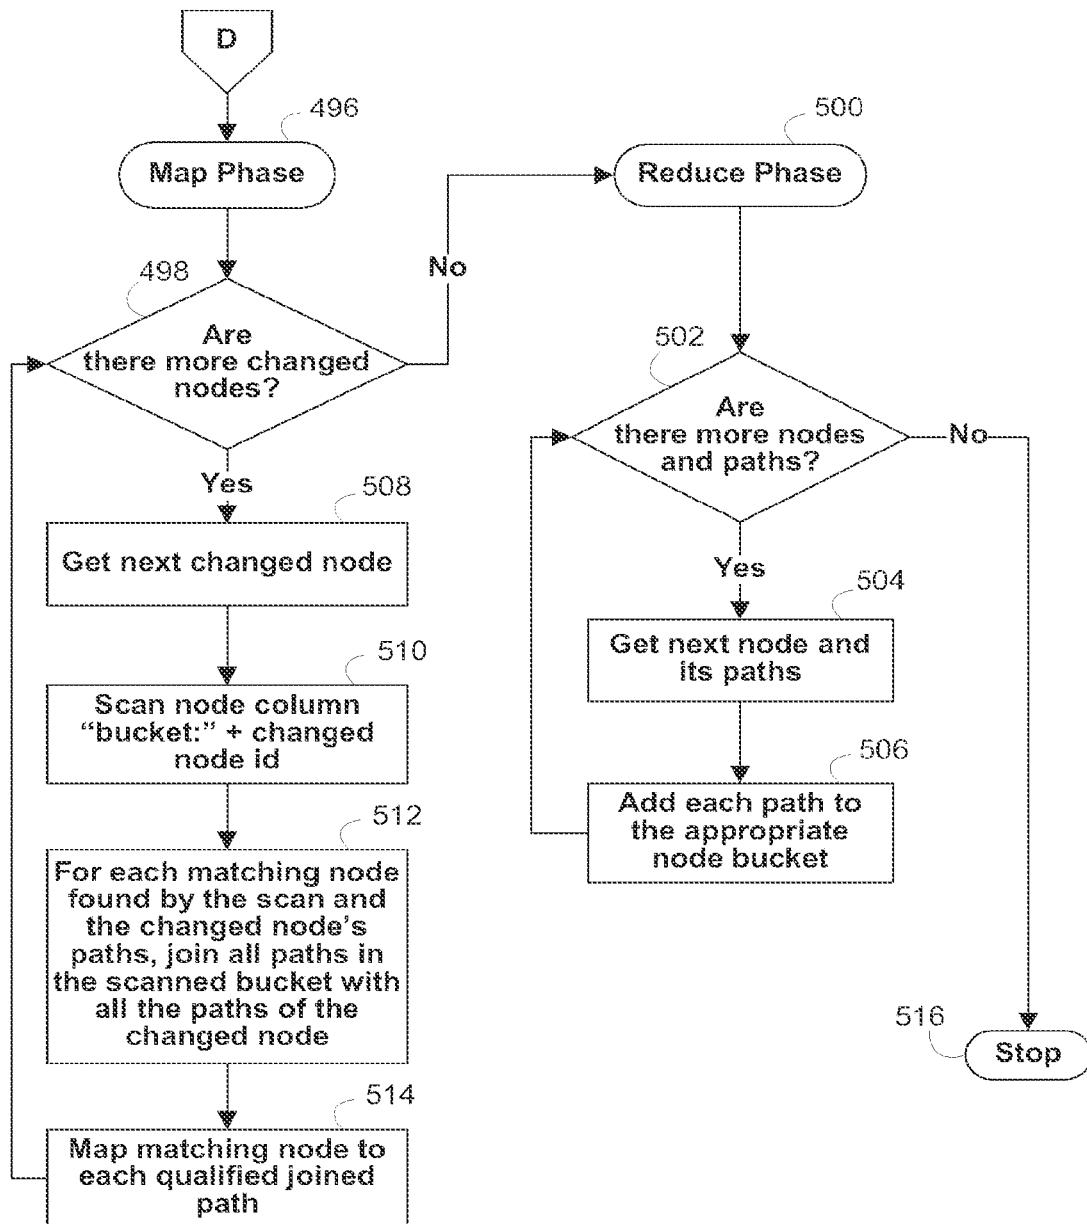 D
496
Map Phase
498
Are
there more changed
nodes?
No
Yes
508
Get next changed node
510
Scan node column
“bucket:” + changed
node id
512
For each matching node
found by the scan and
the changed node’s
paths, join all paths in
the scanned bucket with
all the paths of the
changed node
514
Map matching node to
each qualified joined
path
500
Reduce Phase
502
Are
there more nodes
and paths?
No
Yes
504
Get next node and
its paths
506
Add each path to
the appropriate
node bucket
516
Stop